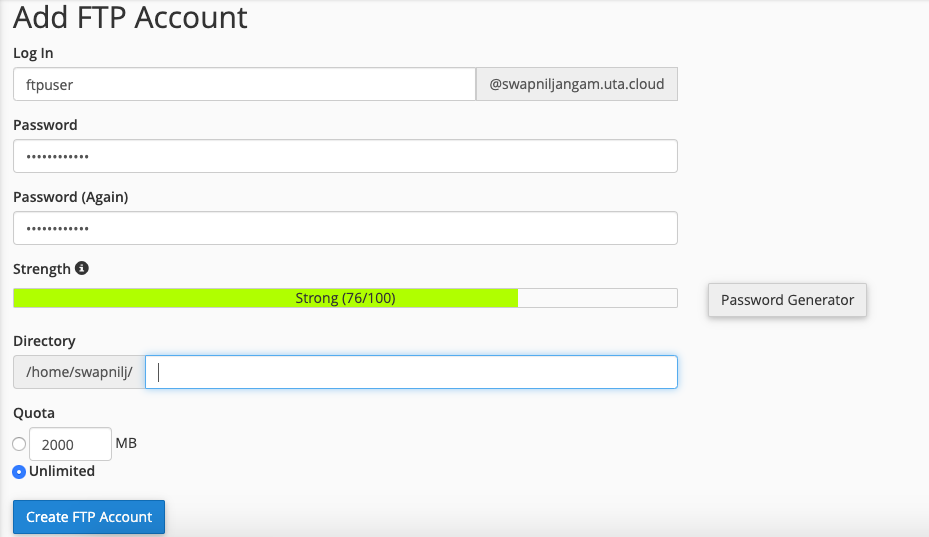 Add FTP Account
Log In
ftpuser @swapniljangam.uta.cloud
Password
••••••••••••
Password (Again)
••••••••••••
Strength
Strong (76/100) Password Generator
Directory
/home/swapnilj/
Quota
2000 MB
Unlimited
Create FTP Account